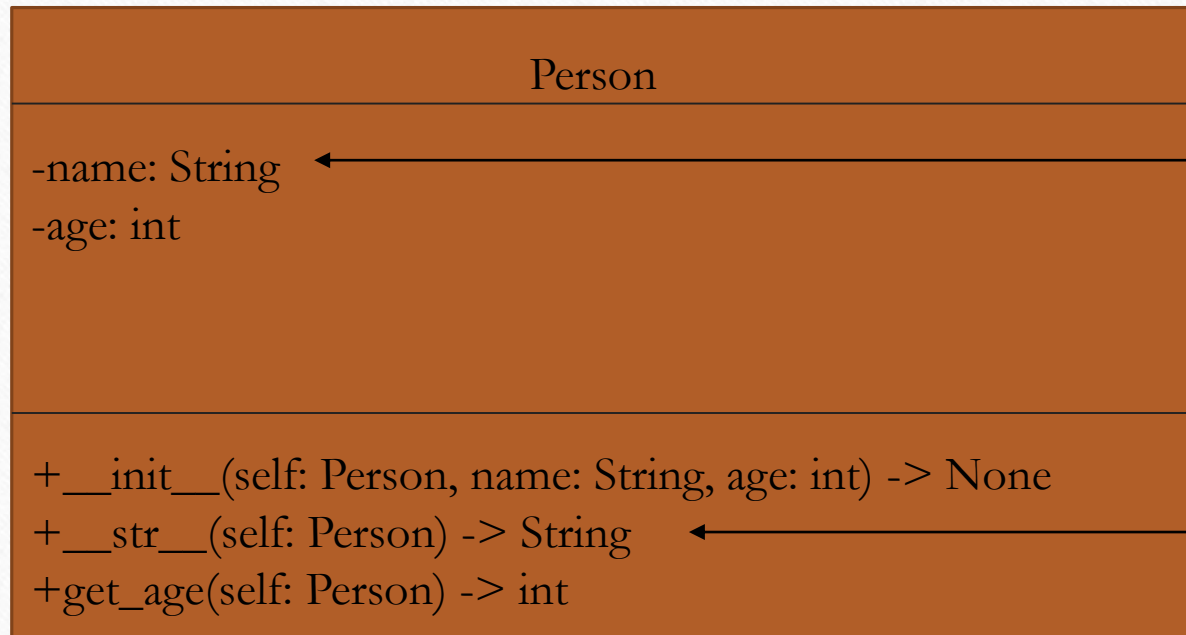 Person
-name: String
-age: int
+__init__(self: Person, name: String, age: int) -> None
+__str__(self: Person) -> String
+get_age(self: Person) -> int